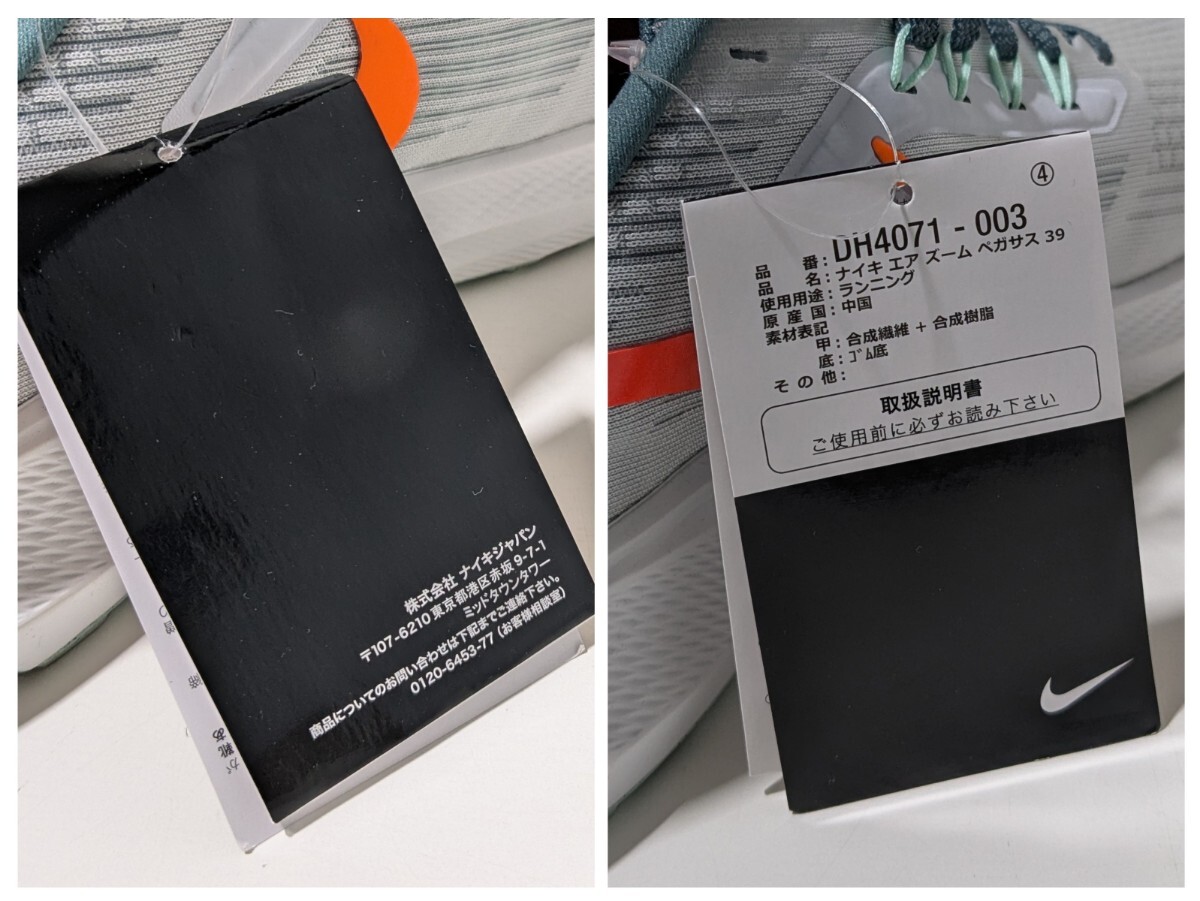 株式会社 ナイキジャパン
〒107-6210 東京都港区赤坂 9-7-1
ミッドタウンタワー
商品についてのお問い合わせは下記までご連絡下さい。
0120-6453-77 (お客様相談室)
が靴あ
④
品 番: DH4071 - 003
品 名: ナイキ エア ズーム ペガサス 39
使用用途: ランニング
原 産 国: 中国
素材表記
甲: 合成繊維 + 合成樹脂
底: ゴム底
そ の 他:
取扱説明書
ご使用前に必ずお読み下さい